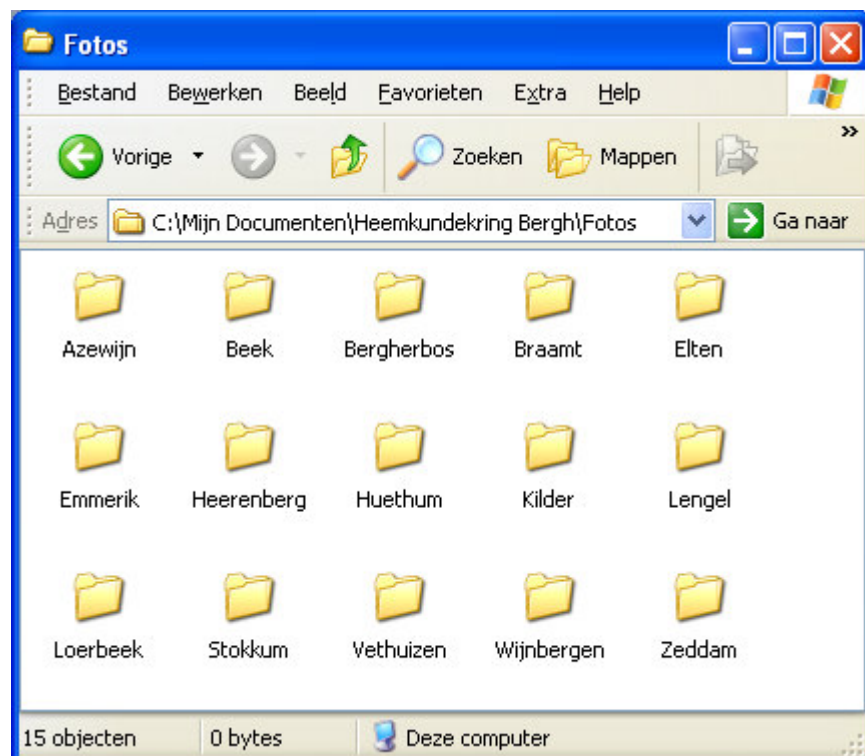 Fotos
Bestand Bewerken Beeld Favorieten Extra Help
Vorige Zoeken Mappen »
Adres C:\Mijn Documenten\Heemkundekring Bergh\Fotos Ga naar
Azewijn Beek Bergherbos Braamt Elten
Emmerik Heerenberg Huethum Kilder Lengel
Loerbeek Stokkum Vethuizen Wijnbergen Zeddam
15 objecten 0 bytes Deze computer